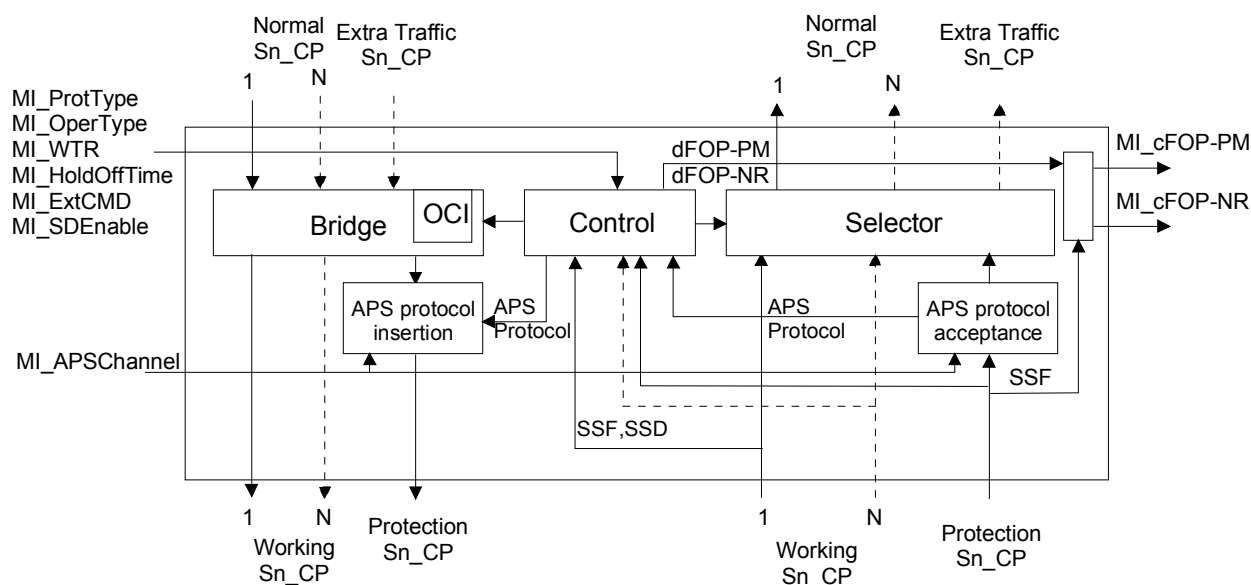 Normal
Sn_CP
Extra Traffic
Sn_CP
1
N
Normal
Sn_CP
Extra Traffic
Sn_CP
1
N
MI_ProtType
MI_OperType
MI_WTR
MI_HoldOffTime
MI_ExtCMD
MI_SDEnable
dFOP-PM
dFOP-NR
MI_cFOP-PM
MI_cFOP-NR
Bridge
OCI
Control
Selector
APS protocol
insertion
APS
Protocol
APS
Protocol
APS protocol
acceptance
MI_APSChannel
SSF
SSF,SSD
1
N
Working
Sn_CP
Protection
Sn_CP
1
N
Working
Sn_CP
Protection
Sn_CP